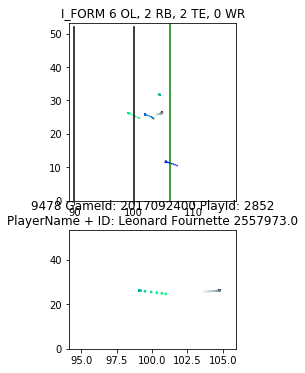 I_FORM 6 OL, 2 RB, 2 TE, 0 WR
50
40
30
20
10
0
90 100 110
9478 GameId: 2017092400 PlayId: 2852
PlayerName + ID: Leonard Fournette 2557973.0
40
20
0
95.0 97.5 100.0 102.5 105.0